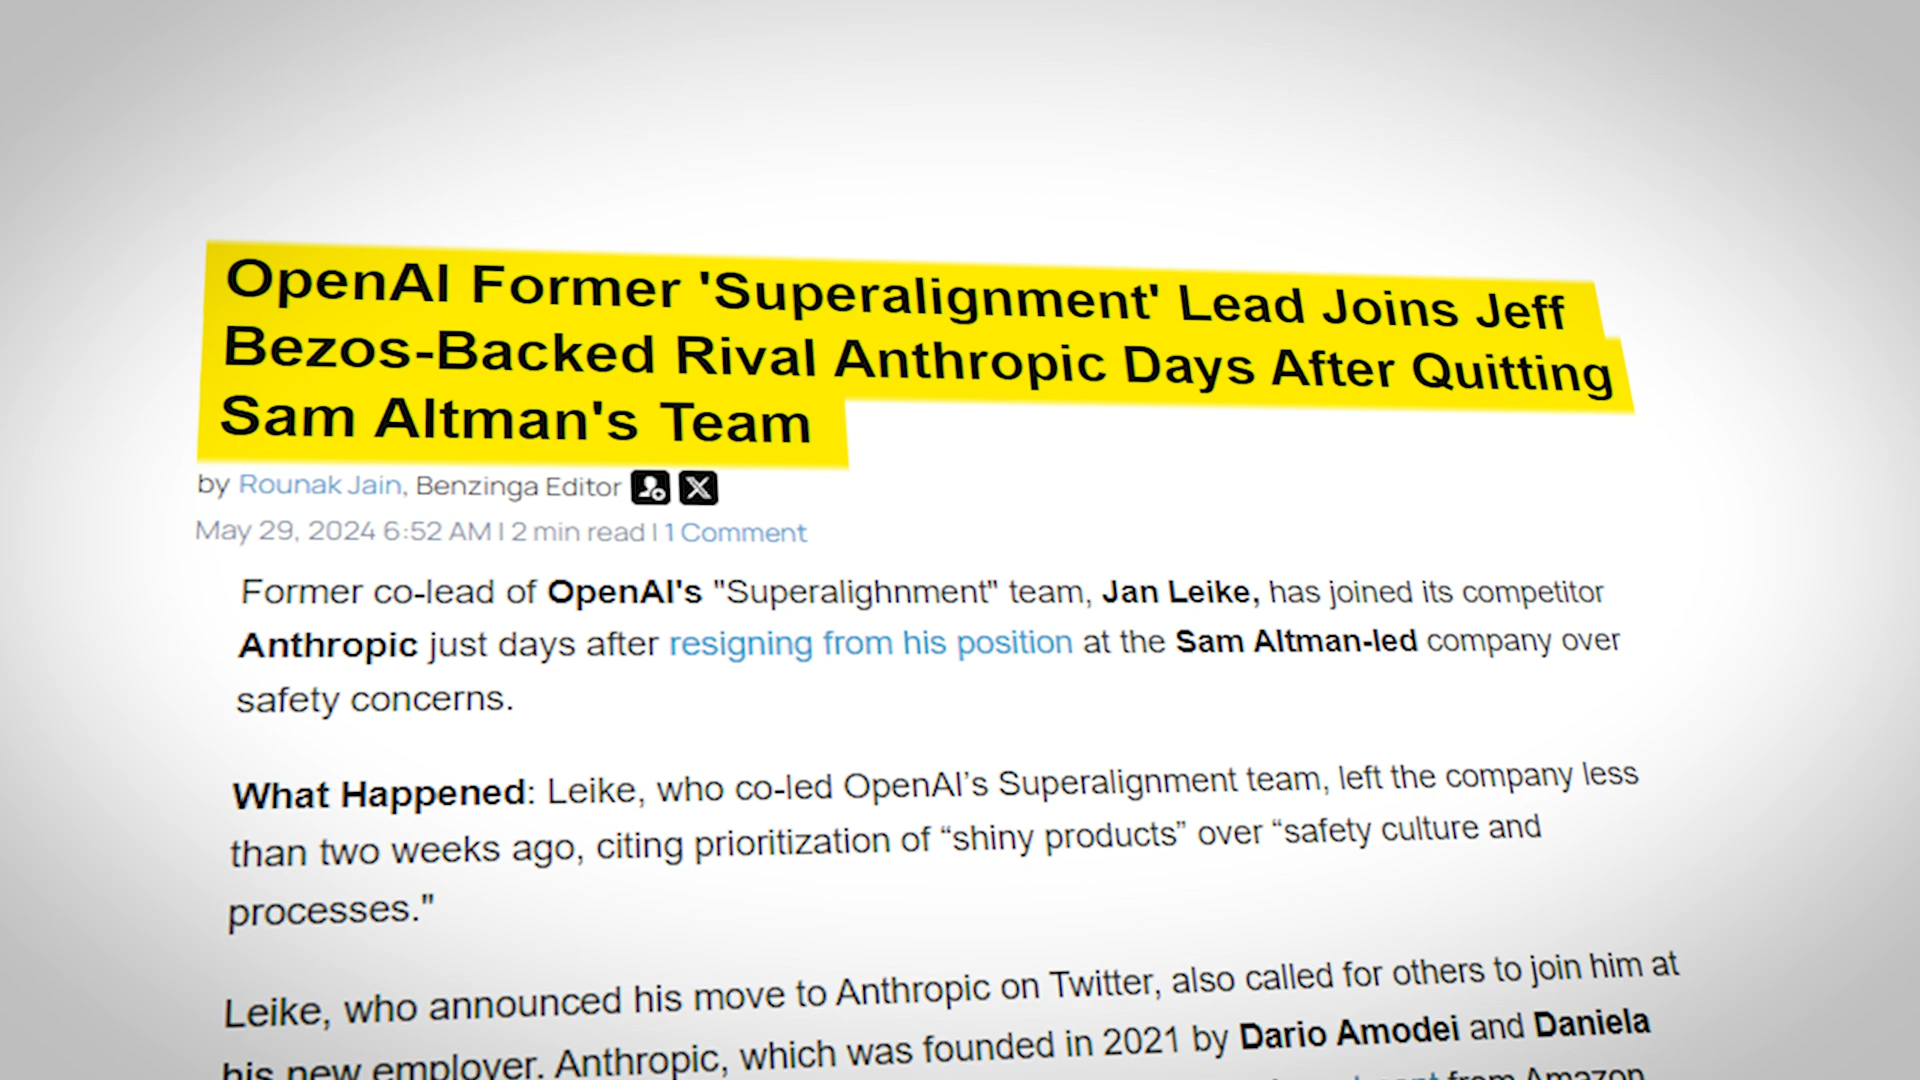 OpenAI Former 'Superalignment' Lead Joins Jeff
Bezos-Backed Rival Anthropic Days After Quitting
Sam Altman's Team
by Rounak Jain, Benzinga Editor
May 29, 2024 6:52 AM | 2 min read | 1 Comment
Former co-lead of OpenAI's "Superalighnment" team, Jan Leike, has joined its competitor
Anthropic just days after resigning from his position at the Sam Altman-led company over
safety concerns.
What Happened: Leike, who co-led OpenAI’s Superalignment team, left the company less
than two weeks ago, citing prioritization of “shiny products” over “safety culture and
processes."
Leike, who announced his move to Anthropic on Twitter, also called for others to join him at
his new employer. Anthropic, which was founded in 2021 by Dario Amodei and Daniela
from Amazon